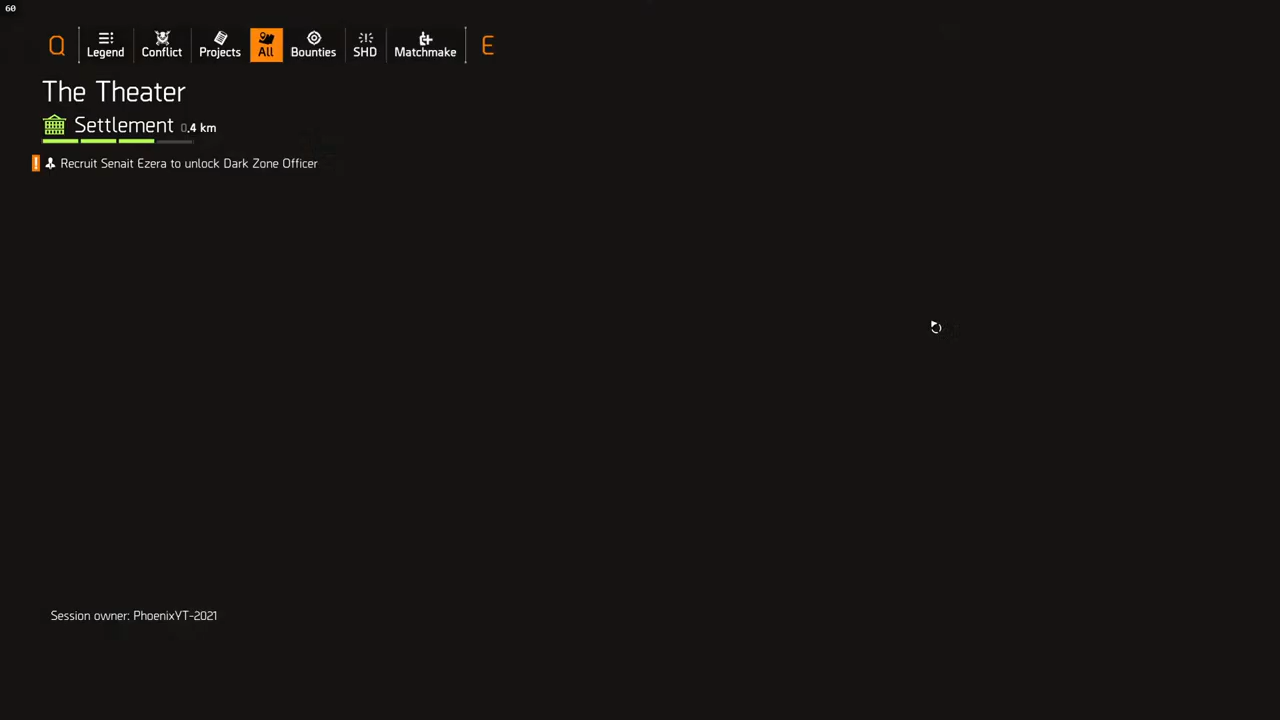 60
Q Legend Conflict Projects All Bounties SHD Matchmake E
The Theater
Settlement 0.4 km
! Recruit Senait Ezera to unlock Dark Zone Officer
Session owner: PhoenixYT-2021